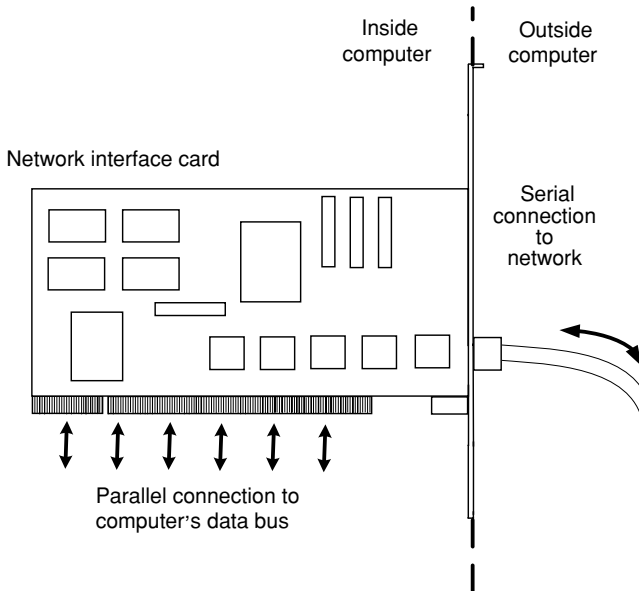 Inside
computer
Outside
computer
Network interface card
Serial
connection
to
network
Parallel connection to
computer's data bus